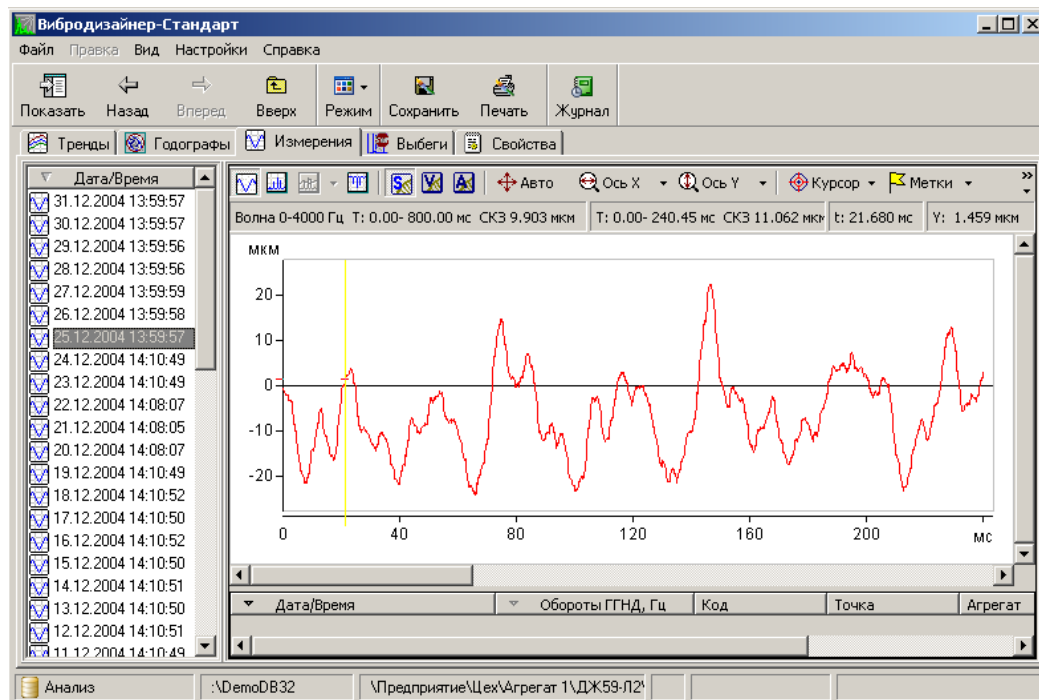 Вибродизайнер-Стандарт
Файл Правка Вид Настройки Справка
Показать Назад Вперед Вверх Режим Сохранить Печать Журнал
Тренды Годографы Измерения Выбеги Свойства
Дата/Время
31.12.2004 13:59:57
30.12.2004 13:59:57
29.12.2004 13:59:56
28.12.2004 13:59:56
27.12.2004 13:59:59
26.12.2004 13:59:58
25.12.2004 13:59:57
24.12.2004 14:10:49
23.12.2004 14:10:49
22.12.2004 14:08:07
21.12.2004 14:08:05
20.12.2004 14:08:07
19.12.2004 14:10:49
18.12.2004 14:10:52
17.12.2004 14:10:50
16.12.2004 14:10:52
15.12.2004 14:10:50
14.12.2004 14:10:51
13.12.2004 14:10:50
12.12.2004 14:10:51
11.12.2004 14:10:49
S V A Авто Ось X Ось Y Курсор Метки »
Волна 0-4000 Гц T: 0.00- 800.00 мс СКЗ 9.903 мкм T: 0.00- 240.45 мс СКЗ 11.062 мкм t: 21.680 мс Y: 1.459 мкм
мкм
20
10
0
-10
-20
0 40 80 120 160 200 мс
Дата/Время Обороты ГГНД, Гц Код Точка Агрегат
Анализ :\DemoDB32 \Предприятие\Цех\Агрегат 1\ДЖ59-Л2\